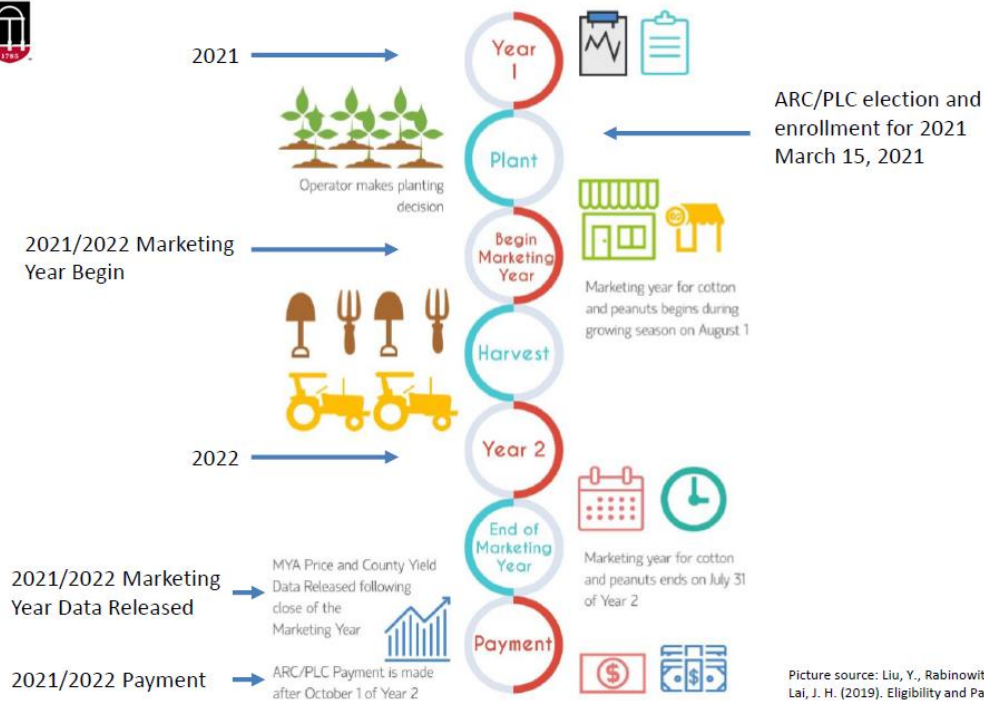 1785
2021
Year
1
ARC/PLC election and
enrollment for 2021
March 15, 2021
Plant
Operator makes planting
decision
2021/2022 Marketing
Year Begin
Begin
Marketing
Year
Marketing year for cotton
and peanuts begins during
growing season on August 1
Harvest
2022
Year 2
End of
Marketing
Year
Marketing year for cotton
and peanuts ends on July 31
of Year 2
2021/2022 Marketing
Year Data Released
MYA Price and County Yield
Data Released following
close of the
Marketing Year
Payment
2021/2022 Payment
ARC/PLC Payment is made
after October 1 of Year 2
$
$
Picture source: Liu, Y., Rabinowit
Lai, J. H. (2019). Eligibility and Pa